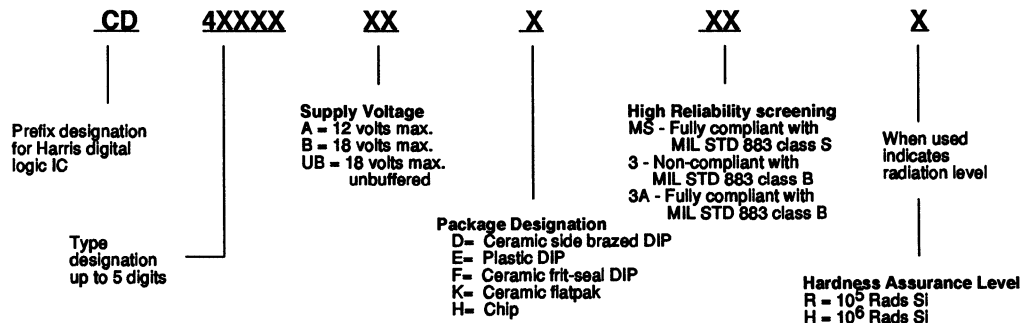 CD 4XXXX XX X XX X
Prefix designation
for Harris digital
logic IC
Type
designation
up to 5 digits
Supply Voltage
A = 12 volts max.
B = 18 volts max.
UB = 18 volts max.
unbuffered
Package Designation
D= Ceramic side brazed DIP
E= Plastic DIP
F= Ceramic frit-seal DIP
K= Ceramic flatpak
H= Chip
High Reliability screening
MS - Fully compliant with
MIL STD 883 class S
3 - Non-compliant with
MIL STD 883 class B
3A - Fully compliant with
MIL STD 883 class B
When used
indicates
radiation level
Hardness Assurance Level
R = 10⁵ Rads Si
H = 10⁶ Rads Si